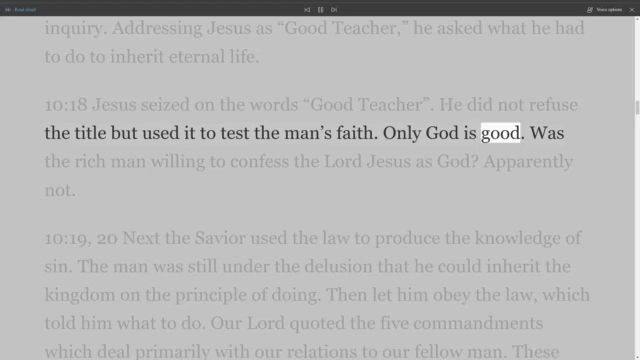 Read aloud
Voice options
inquiry. Addressing Jesus as “Good Teacher,” he asked what he had
to do to inherit eternal life.
10:18 Jesus seized on the words “Good Teacher”. He did not refuse
the title but used it to test the man’s faith. Only God is good. Was
the rich man willing to confess the Lord Jesus as God? Apparently
not.
10:19, 20 Next the Savior used the law to produce the knowledge of
sin. The man was still under the delusion that he could inherit the
kingdom on the principle of doing. Then let him obey the law, which
told him what to do. Our Lord quoted the five commandments
which deal primarily with our relations to our fellow man. These